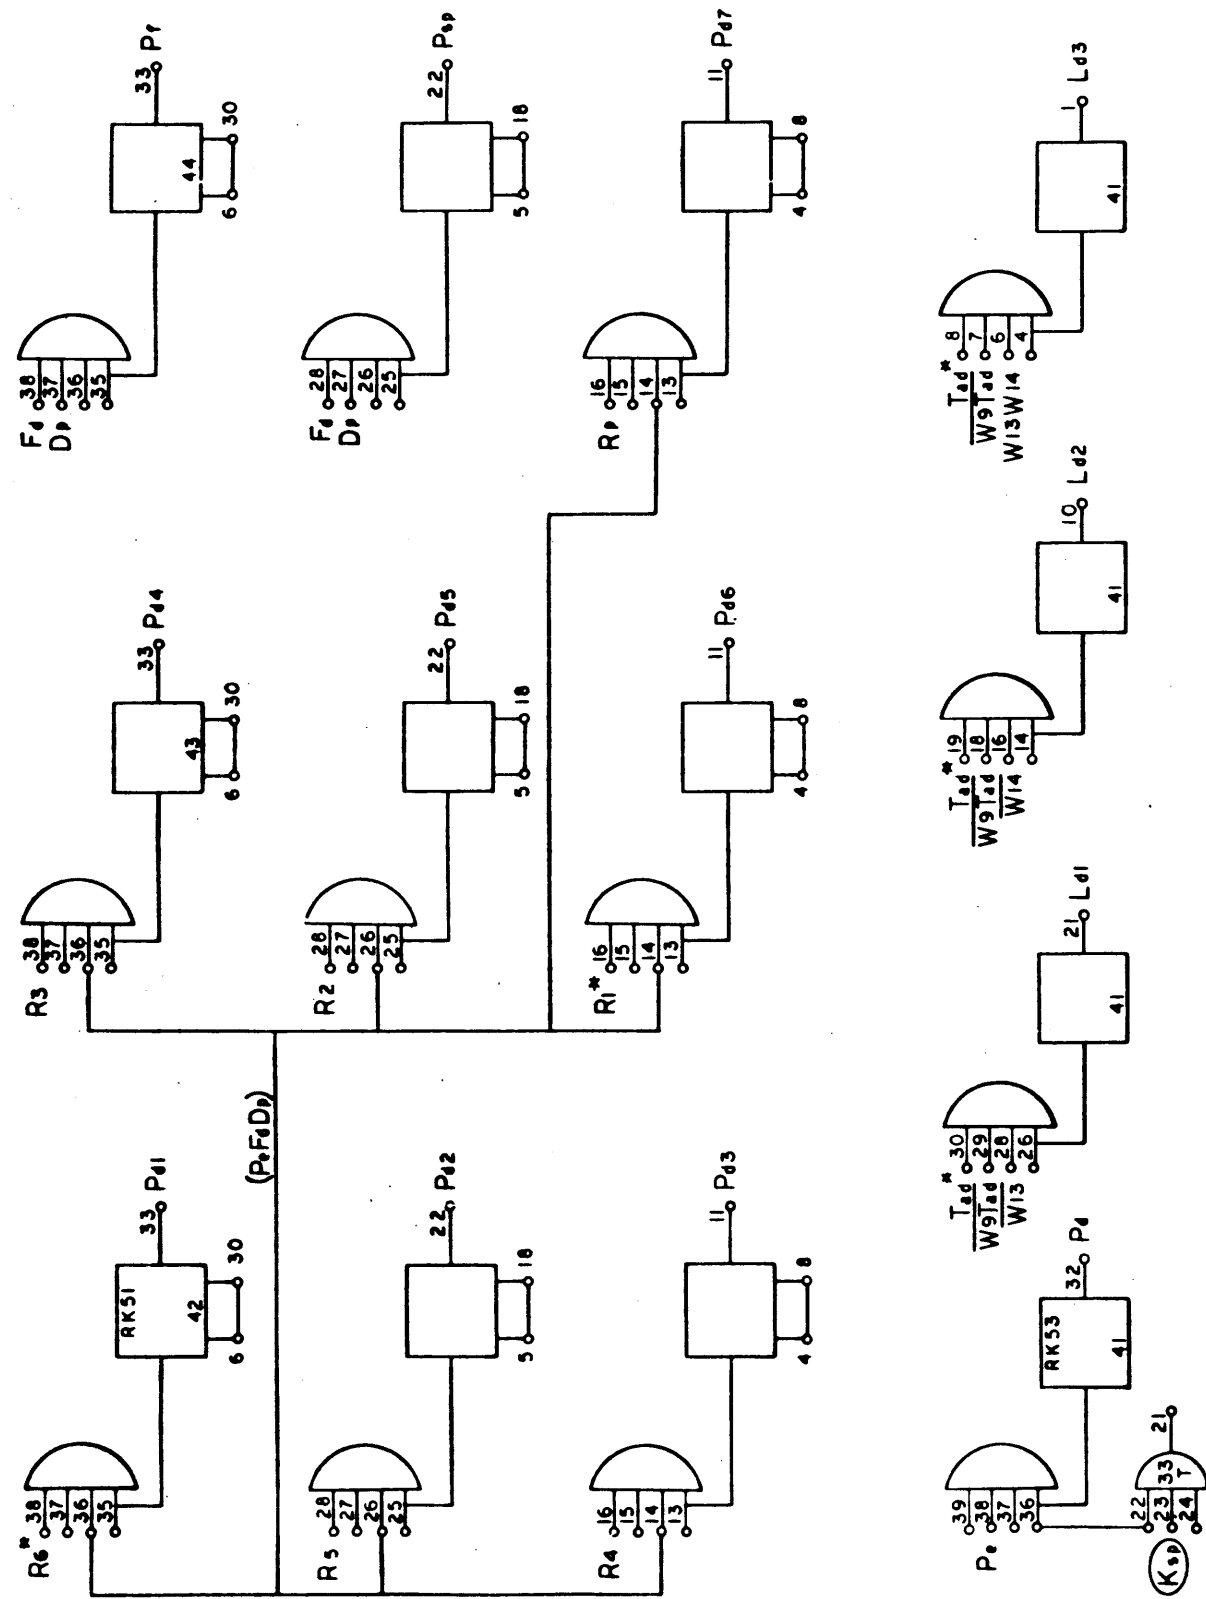 R6*
38
37
36
35
RK51
42
6
30
33
Pd1
R3
38
37
36
35
43
6
30
33
Pd4
Fd
Dp
38
37
36
35
44
6
30
33
Pf
(PeFdDp)
R5
28
27
26
25
5
18
22
Pd2
R2
28
27
26
25
5
18
22
Pd5
Fd
Dp
28
27
26
25
5
18
22
Psp
R4
16
15
14
13
4
8
11
Pd3
R1*
16
15
14
13
4
8
11
Pd6
Rp
16
15
14
13
4
8
11
Pd7
Pe
39
38
37
36
RK53
41
32
Pd
Ksp
22
23
24
33
T
21
Tad*
W9Tad
W13
30
29
28
26
41
21
Ld1
Tad*
W9Tad
W14
19
18
16
14
41
10
Ld2
Tad*
W9Tad
W13W14
8
7
6
4
41
1
Ld3